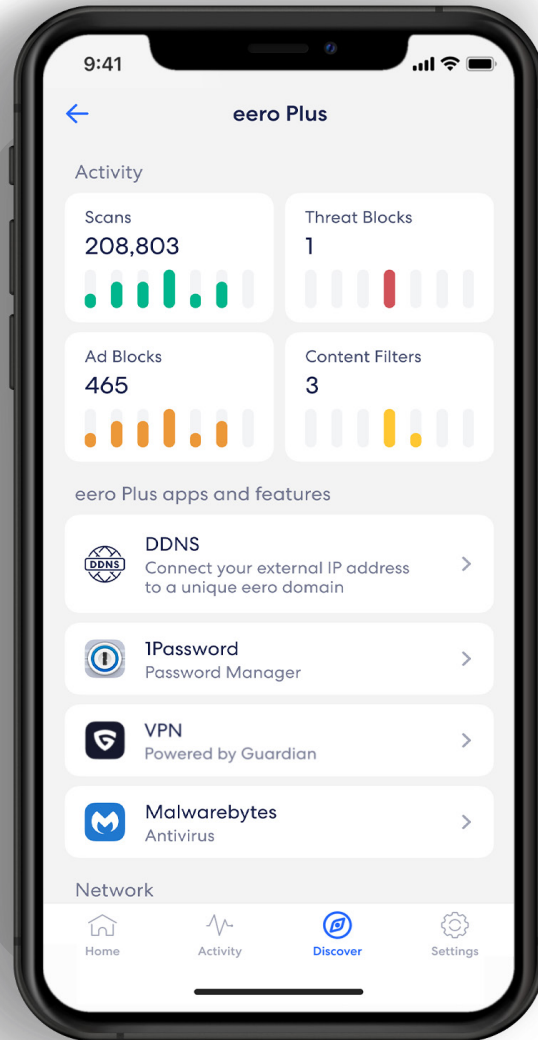 9:41
eero Plus
Activity
Scans
208,803
Threat Blocks
1
Ad Blocks
465
Content Filters
3
eero Plus apps and features
DDNS
DDNS
Connect your external IP address
to a unique eero domain
1Password
Password Manager
VPN
Powered by Guardian
Malwarebytes
Antivirus
Network
Home
Activity
Discover
Settings